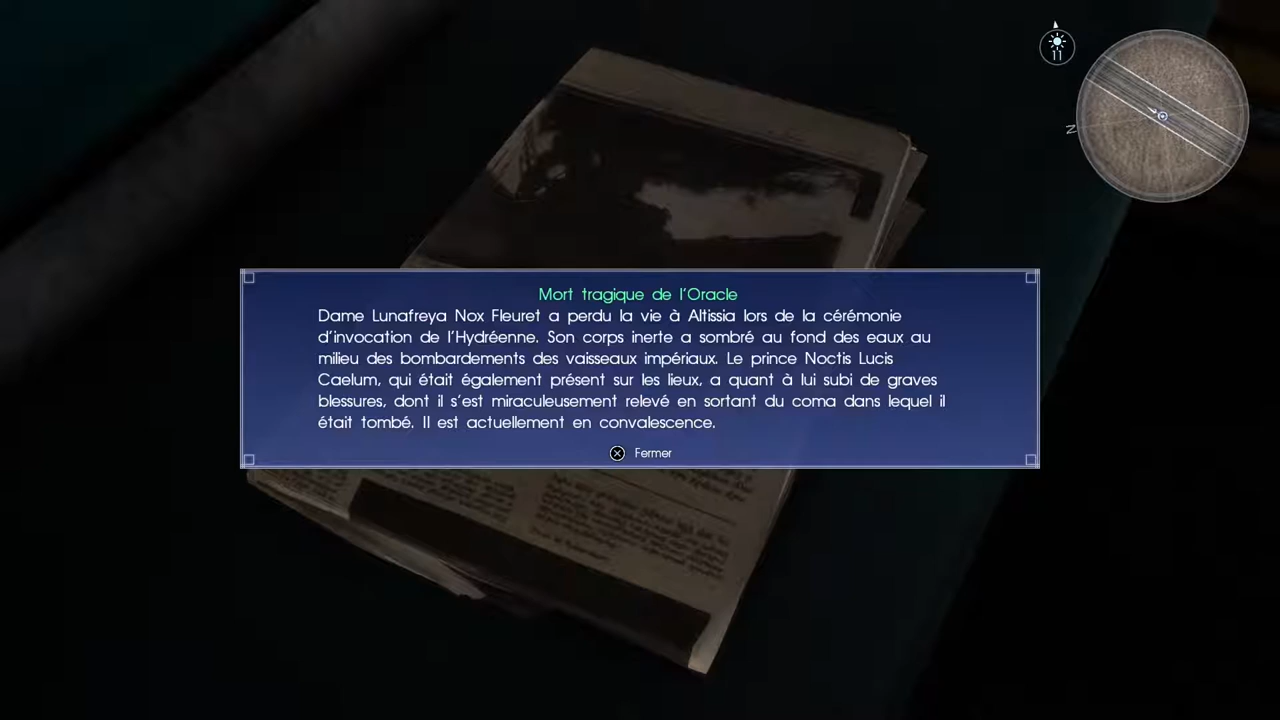 11
N
Mort tragique de l'Oracle
Dame Lunafreya Nox Fleuret a perdu la vie à Altissia lors de la cérémonie
d'invocation de l'Hydréenne. Son corps inerte a sombré au fond des eaux au
milieu des bombardements des vaisseaux impériaux. Le prince Noctis Lucis
Caelum, qui était également présent sur les lieux, a quant à lui subi de graves
blessures, dont il s'est miraculeusement relevé en sortant du coma dans lequel il
était tombé. Il est actuellement en convalescence.
Fermer